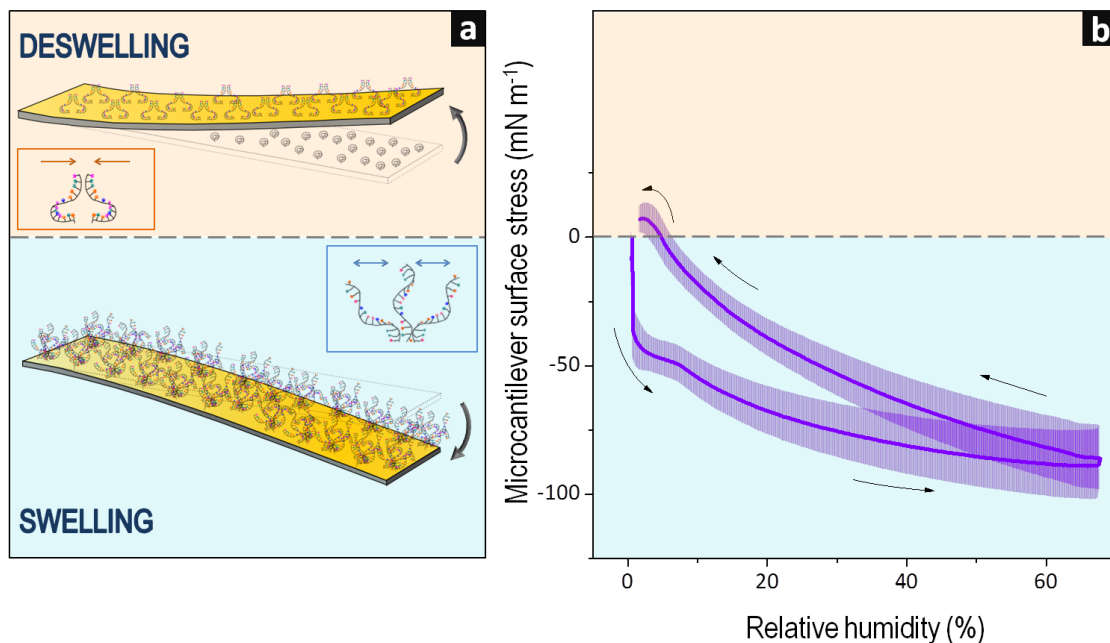 DESWELLING
a
SWELLING
b
Microcantilever surface stress (mN m⁻¹)
0
-50
-100
0
20
40
60
Relative humidity (%)